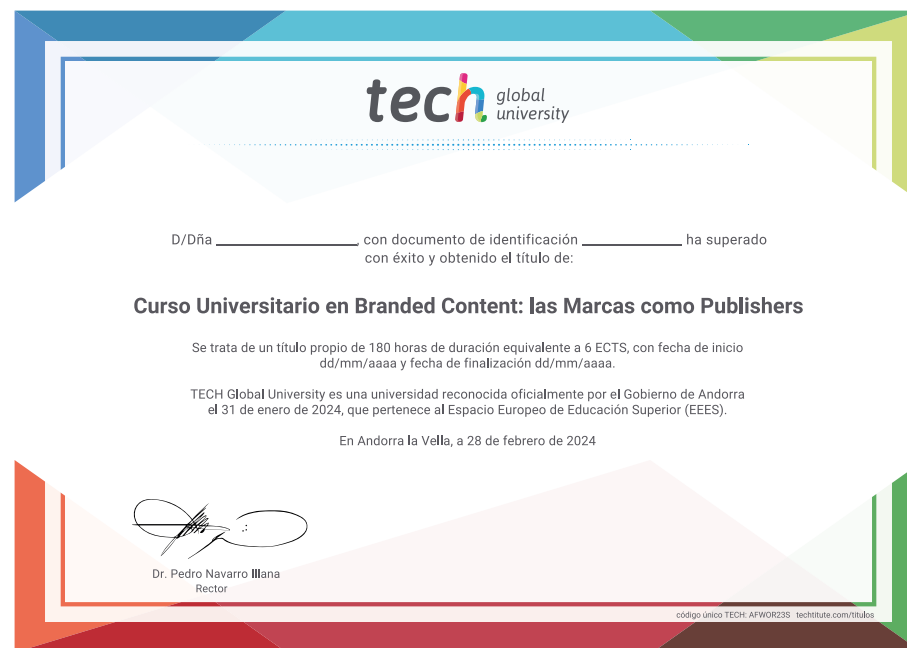 tech global
university
D/Dña ____________________, con documento de identificación ______________ ha superado
con éxito y obtenido el título de:
Curso Universitario en Branded Content: las Marcas como Publishers
Se trata de un título propio de 180 horas de duración equivalente a 6 ECTS, con fecha de inicio
dd/mm/aaaa y fecha de finalización dd/mm/aaaa.
TECH Global University es una universidad reconocida oficialmente por el Gobierno de Andorra
el 31 de enero de 2024, que pertenece al Espacio Europeo de Educación Superior (EEES).
En Andorra la Vella, a 28 de febrero de 2024
Dr. Pedro Navarro Illana
Rector
código único TECH: AFWOR23S techtitute.com/titulos